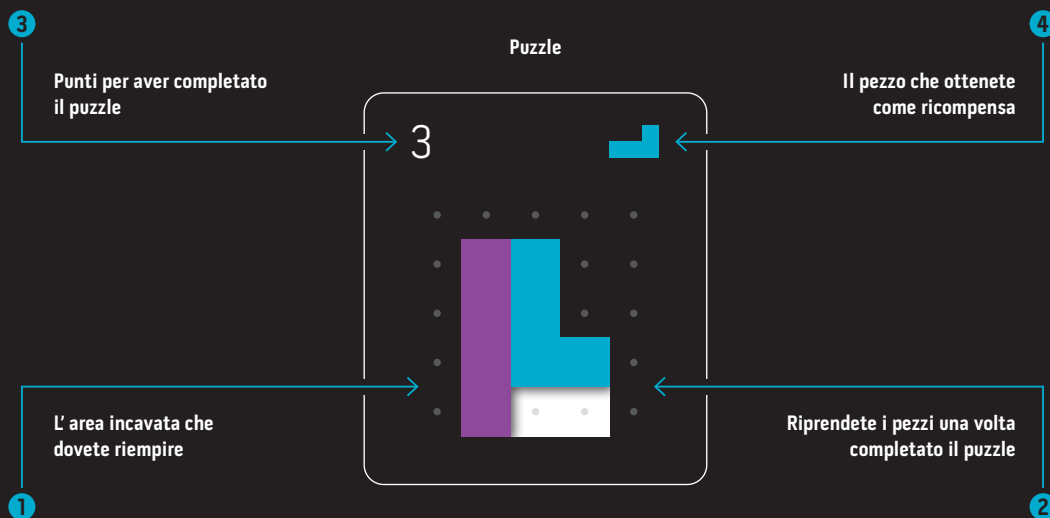 3
4
Puzzle
Punti per aver completato
il puzzle
Il pezzo che ottenete
come ricompensa
3
L' area incavata che
dovete riempire
Riprendete i pezzi una volta
completato il puzzle
1
2